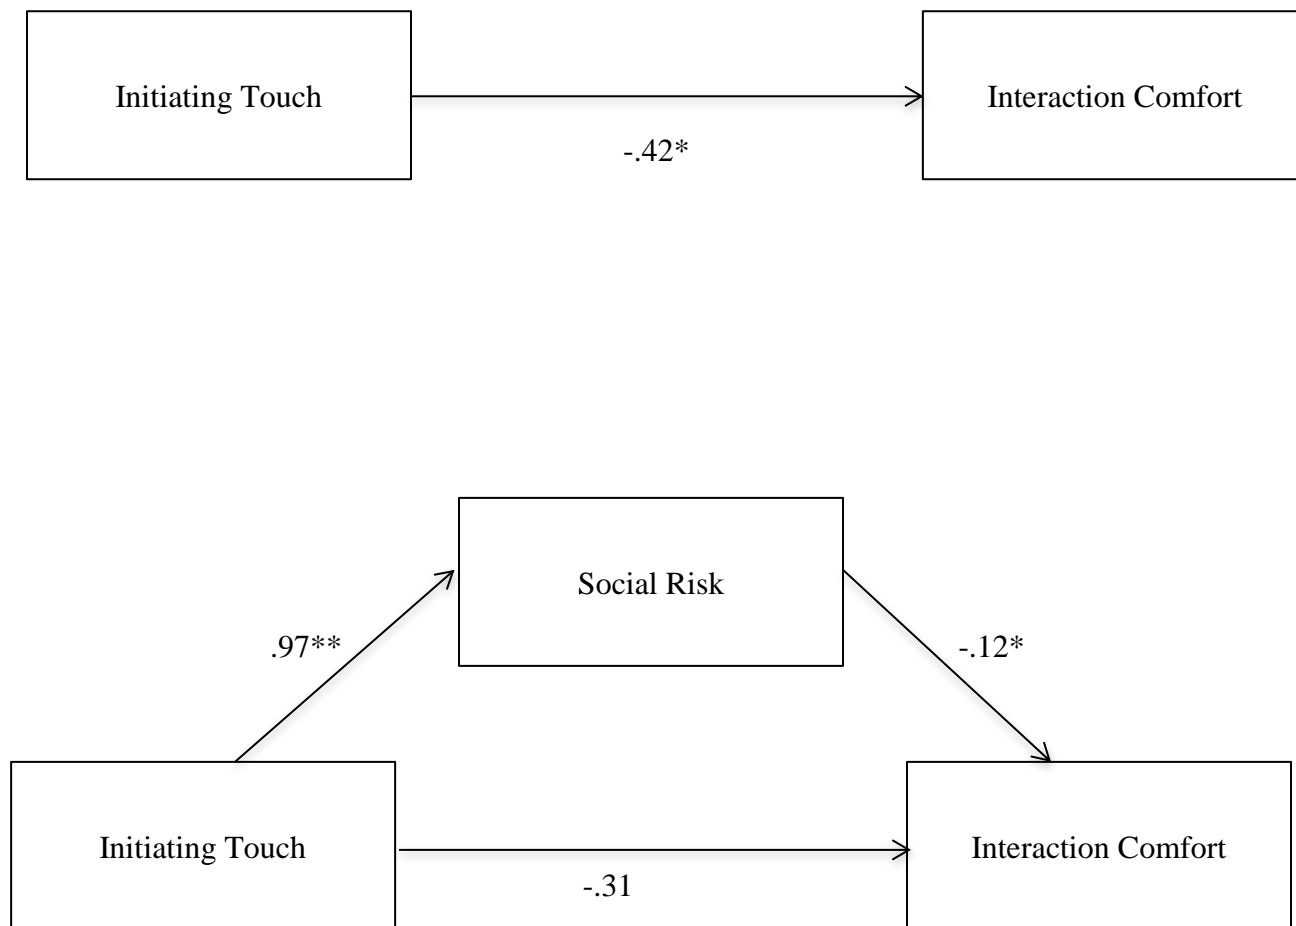 Initiating Touch
Interaction Comfort
-.42*
Social Risk
.97**
-.12*
Initiating Touch
Interaction Comfort
-.31